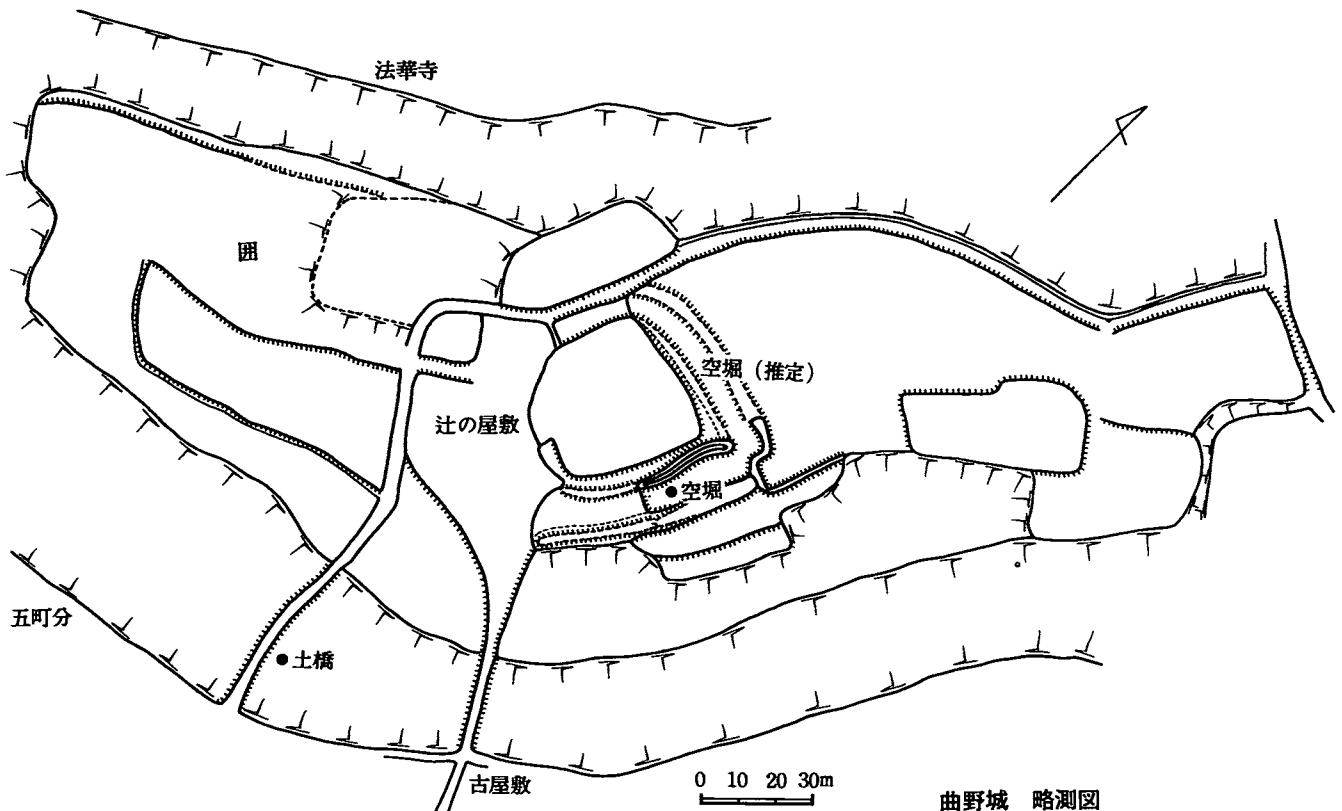 法華寺
囲
空堀（推定）
辻の屋敷
●空堀
五町分
●土橋
0 10 20 30m
古屋敷
曲野城 略測図